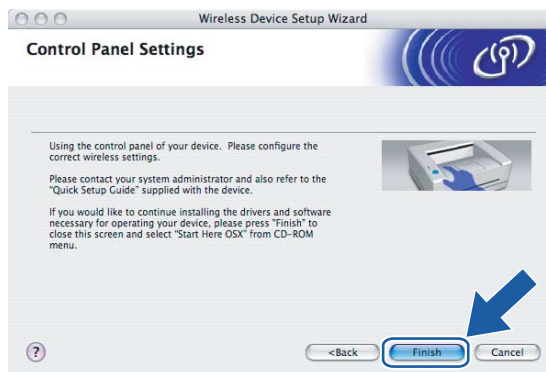 Wireless Device Setup Wizard
Control Panel Settings
Using the control panel of your device. Please configure the
correct wireless settings.
Please contact your system administrator and also refer to the
"Quick Setup Guide" supplied with the device.
If you would like to continue installing the drivers and software
necessary for operating your device, please press "Finish" to
close this screen and select "Start Here OSX" from CD-ROM
menu.
?
<Back
Finish
Cancel